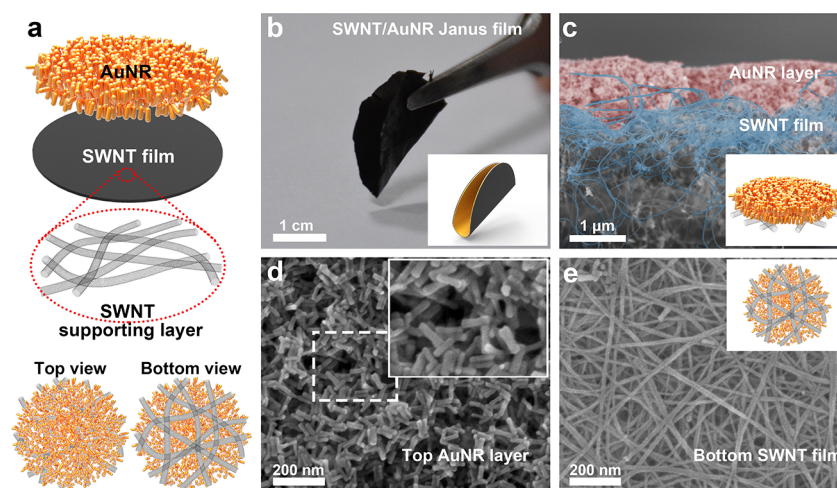 a
AuNR
SWNT film
SWNT
supporting layer
Top view
Bottom view
b
SWNT/AuNR Janus film
1 cm
c
AuNR layer
SWNT film
1 μm
d
Top AuNR layer
200 nm
e
Bottom SWNT film
200 nm